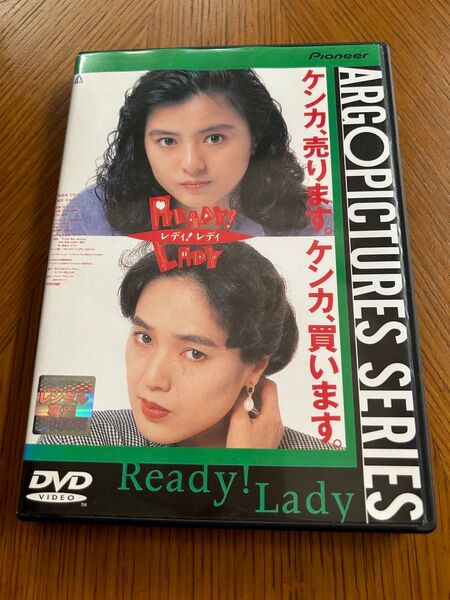 Pioneer
ARGO PICTURES SERIES
ケンカ、売ります。ケンカ、買います。
READY!
レディ!レディ
LADY
レンタル
DVD
VIDEO
TM
Ready! Lady